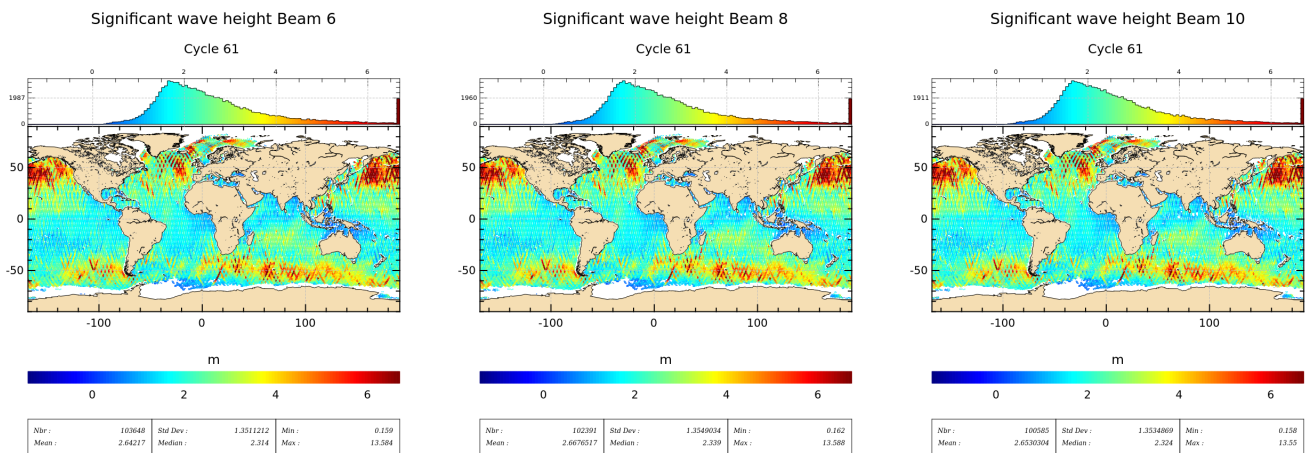 Significant wave height Beam 6
Cycle 61
0 2 4 6
1987
0
50
0
-50
-100 0 100
m
0 2 4 6
Nbr : 103648 Std Dev : 1.3511212 Min : 0.159
Mean : 2.64217 Median : 2.314 Max : 13.584
Significant wave height Beam 8
Cycle 61
0 2 4 6
1960
0
50
0
-50
-100 0 100
m
0 2 4 6
Nbr : 102391 Std Dev : 1.3549034 Min : 0.162
Mean : 2.6676517 Median : 2.339 Max : 13.588
Significant wave height Beam 10
Cycle 61
0 2 4 6
1911
0
50
0
-50
-100 0 100
m
0 2 4 6
Nbr : 100585 Std Dev : 1.3534869 Min : 0.158
Mean : 2.6530304 Median : 2.324 Max : 13.55